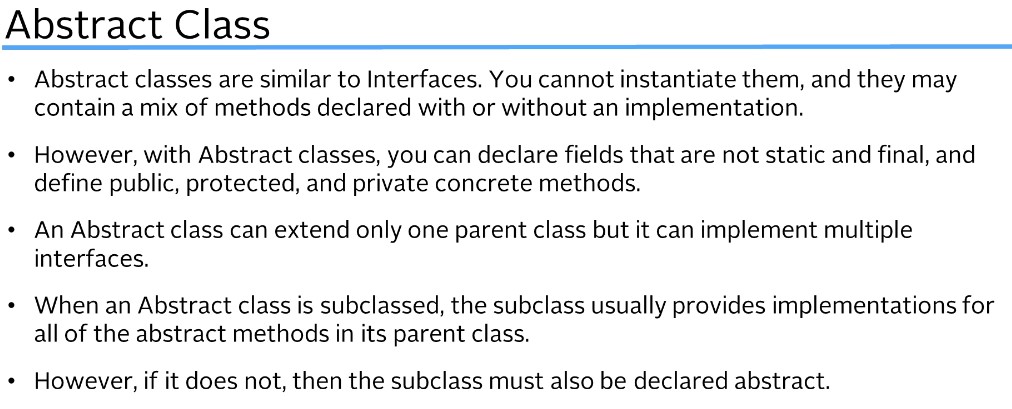 Abstract Class
• Abstract classes are similar to Interfaces. You cannot instantiate them, and they may
contain a mix of methods declared with or without an implementation.
• However, with Abstract classes, you can declare fields that are not static and final, and
define public, protected, and private concrete methods.
• An Abstract class can extend only one parent class but it can implement multiple
interfaces.
• When an Abstract class is subclassed, the subclass usually provides implementations for
all of the abstract methods in its parent class.
• However, if it does not, then the subclass must also be declared abstract.